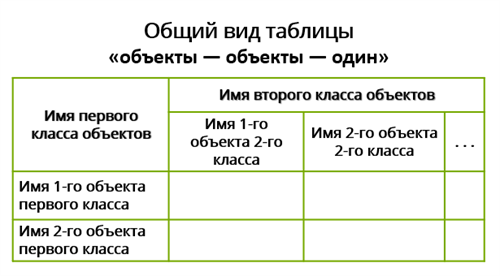 Общий вид таблицы
«объекты — объекты — один»
Имя первого
класса объектов
Имя второго класса объектов
Имя 1-го
объекта 2-го
класса
Имя 2-го объекта
2-го класса
...
Имя 1-го объекта
первого класса
Имя 2-го объекта
первого класса